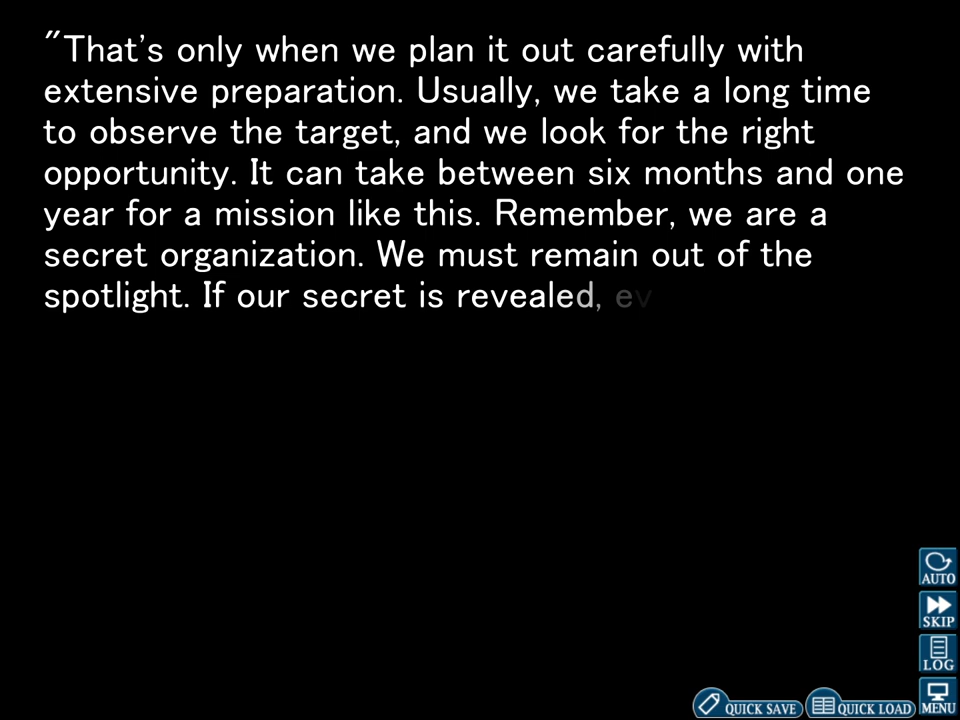 "That's only when we plan it out carefully with
extensive preparation. Usually, we take a long time
to observe the target, and we look for the right
opportunity. It can take between six months and one
year for a mission like this. Remember, we are a
secret organization. We must remain out of the
spotlight. If our secret is revealed, ev
AUTO
SKIP
LOG
QUICK SAVE
QUICK LOAD
MENU